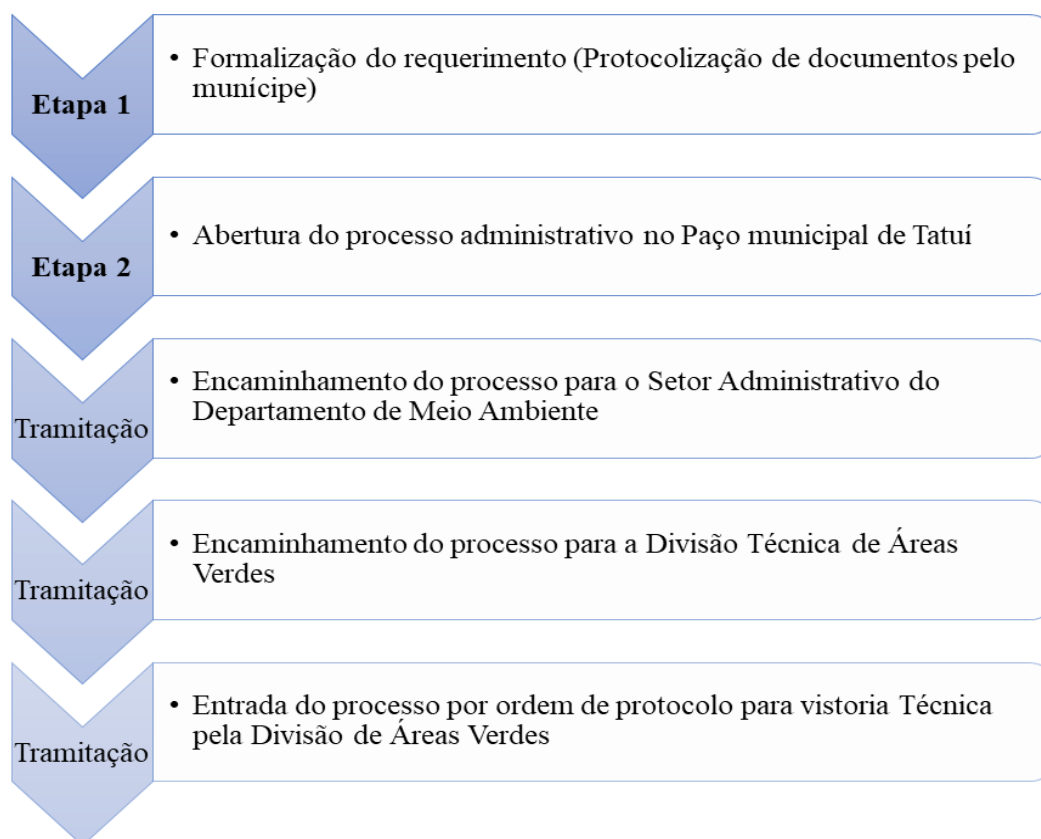 Etapa 1
• Formalização do requerimento (Protocolização de documentos pelo
munícipe)
Etapa 2
• Abertura do processo administrativo no Paço municipal de Tatuí
Tramitação
• Encaminhamento do processo para o Setor Administrativo do
Departamento de Meio Ambiente
Tramitação
• Encaminhamento do processo para a Divisão Técnica de Áreas
Verdes
Tramitação
• Entrada do processo por ordem de protocolo para vistoria Técnica
pela Divisão de Áreas Verdes